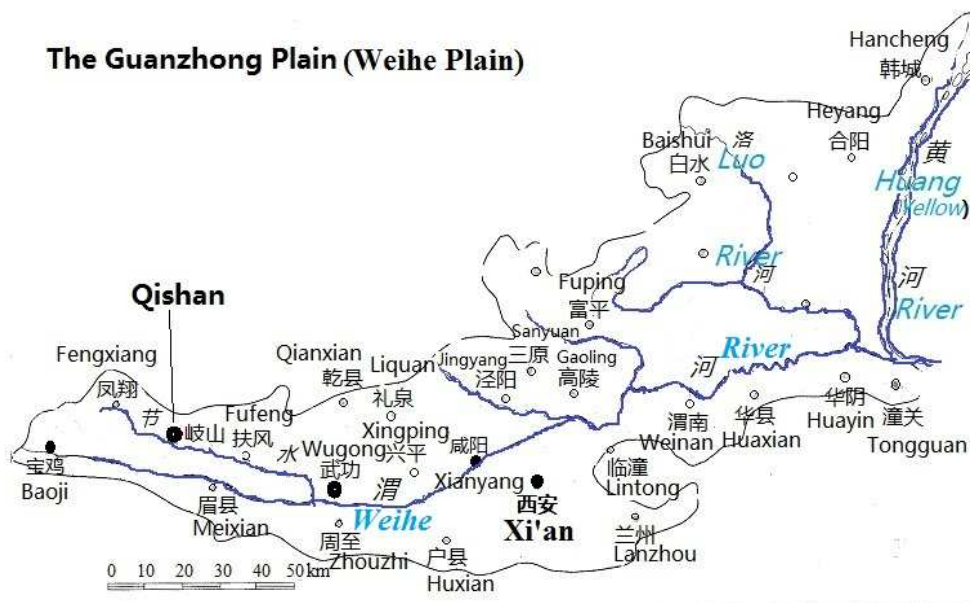 The Guanzhong Plain (Weihe Plain)
Hancheng
韩城
Heyang
合阳
Baishui
白水
洛
Luo
黄
Huang
Yellow)
River
河
河
River
Qishan
Fuping
富平
Fengxiang
凤翔
Qianxian
乾县
Liquan
礼泉
Jingyang
泾阳
Sanyuan
三原
Gaoling
高陵
River
河
节
岐山
Fufeng
扶风
水
Wugong
武功
Xingping
兴平
咸阳
Xianyang
渭南
Weinan
华县
Huaxian
华阴
Huayin
潼关
Tongguan
宝鸡
Baoji
眉县
Meixian
渭
Weihe
西安
Xi'an
临潼
Lintong
周至
Zhouzhi
户县
Huxian
兰州
Lanzhou
0 10 20 30 40 50km